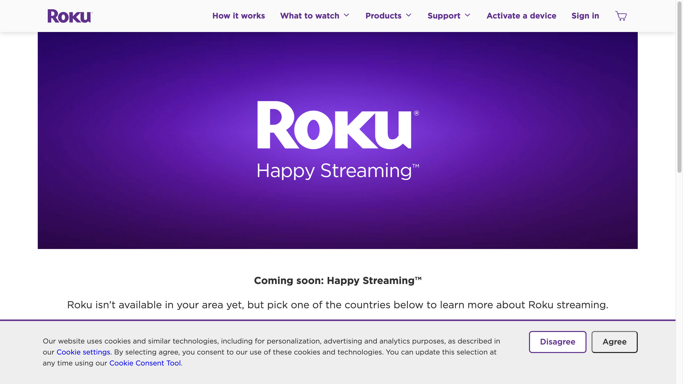 Roku
How it works What to watch Products Support Activate a device Sign in
Roku®
Happy Streaming™
Coming soon: Happy Streaming™
Roku isn't available in your area yet, but pick one of the countries below to learn more about Roku streaming.
Our website uses cookies and similar technologies, including for personalization, advertising and analytics purposes, as described in
our Cookie settings. By selecting agree, you consent to our use of these cookies and technologies. You can update this selection at
any time using our Cookie Consent Tool.
Disagree Agree